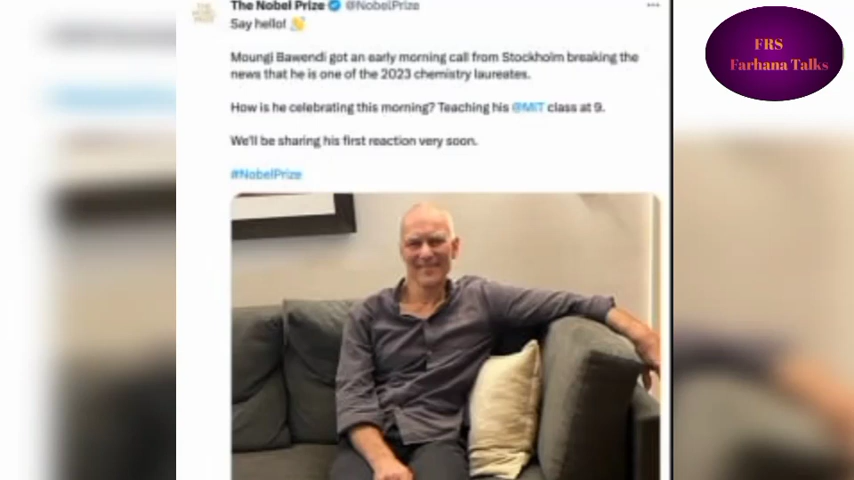 The Nobel Prize @NobelPrize
Say hello! 👋
Moungi Bawendi got an early morning call from Stockholm breaking the
news that he is one of the 2023 chemistry laureates.
How is he celebrating this morning? Teaching his @MIT class at 9.
We'll be sharing his first reaction very soon.
#NobelPrize
FRS
Farhana Talks